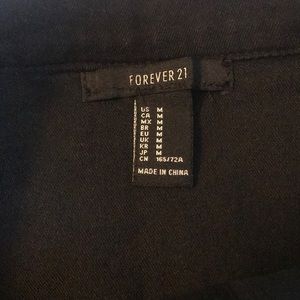 FOREVER 21
US M
CA M
MX M
BR M
EU M
UK M
KR M
JP M
CN 165/72A
MADE IN CHINA